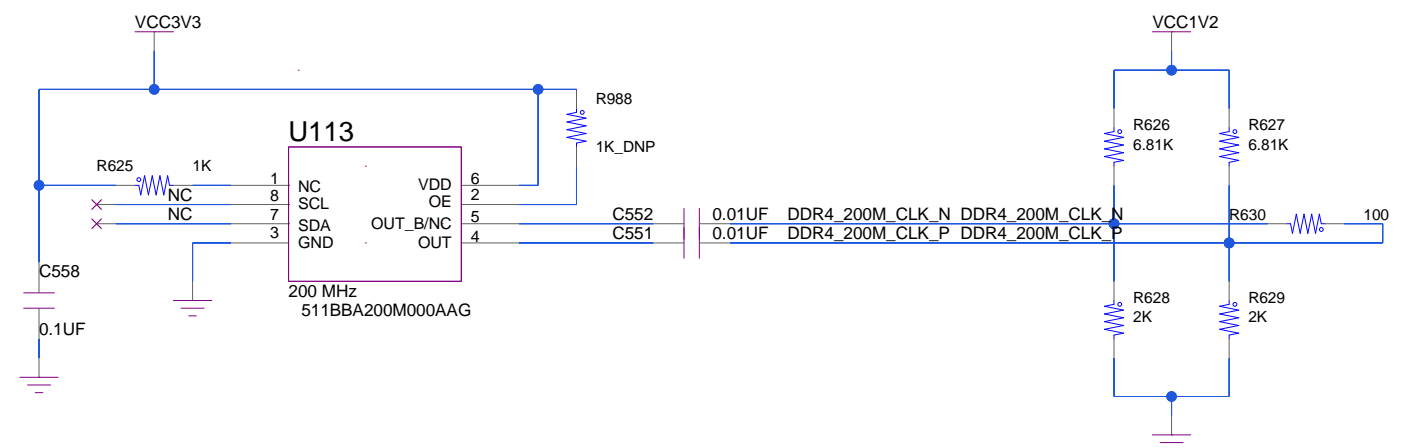 VCC3V3
VCC1V2
R988
1K_DNP
U113
R626
6.81K
R627
6.81K
R625 1K
1 NC VDD 6
NC 8 SCL OE 2
NC 7 SDA OUT_B/NC 5 C552 0.01UF DDR4_200M_CLK_N DDR4_200M_CLK_N R630 100
3 GND OUT 4 C551 0.01UF DDR4_200M_CLK_P DDR4_200M_CLK_P
C558
0.1UF
200 MHz
511BBA200M000AAG
R628
2K
R629
2K